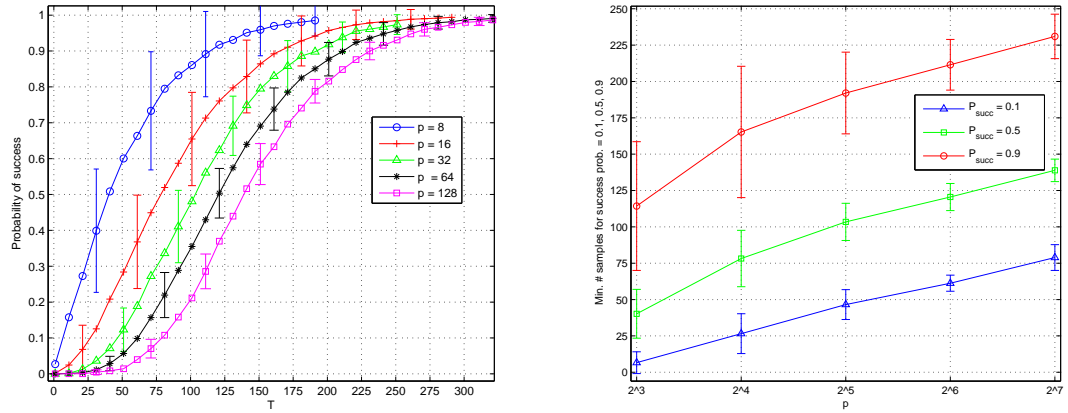 Probability of success
1
0.9
0.8
0.7
0.6
0.5
0.4
0.3
0.2
0.1
0
0 25 50 75 100 125 150 175 200 225 250 275 300
T
p = 8
p = 16
p = 32
p = 64
p = 128
Min. # samples for success prob. = 0.1, 0.5, 0.9
250
225
200
175
150
125
100
75
50
25
0
2^3 2^4 2^5 2^6 2^7
p
P_succ = 0.1
P_succ = 0.5
P_succ = 0.9